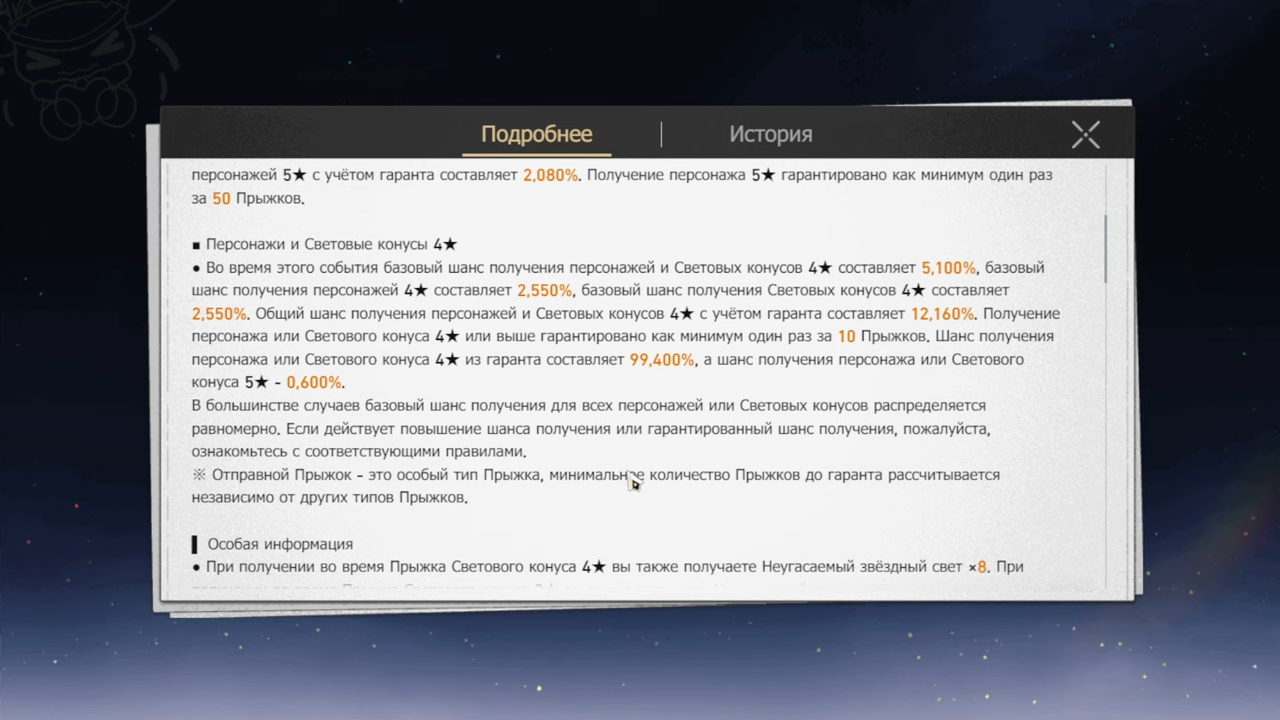 Подробнее
История
персонажей 5★ с учётом гаранта составляет 2,080%. Получение персонажа 5★ гарантировано как минимум один раз
за 50 Прыжков.
■ Персонажи и Световые конусы 4★
● Во время этого события базовый шанс получения персонажей и Световых конусов 4★ составляет 5,100%, базовый
шанс получения персонажей 4★ составляет 2,550%, базовый шанс получения Световых конусов 4★ составляет
2,550%. Общий шанс получения персонажей и Световых конусов 4★ с учётом гаранта составляет 12,160%. Получение
персонажа или Светового конуса 4★ или выше гарантировано как минимум один раз за 10 Прыжков. Шанс получения
персонажа или Светового конуса 4★ из гаранта составляет 99,400%, а шанс получения персонажа или Светового
конуса 5★ - 0,600%.
В большинстве случаев базовый шанс получения для всех персонажей или Световых конусов распределяется
равномерно. Если действует повышение шанса получения или гарантированный шанс получения, пожалуйста,
ознакомьтесь с соответствующими правилами.
※ Отправной Прыжок - это особый тип Прыжка, минимальное количество Прыжков до гаранта рассчитывается
независимо от других типов Прыжков.
Особая информация
● При получении во время Прыжка Светового конуса 4★ вы также получаете Неугасаемый звёздный свет ×8. При